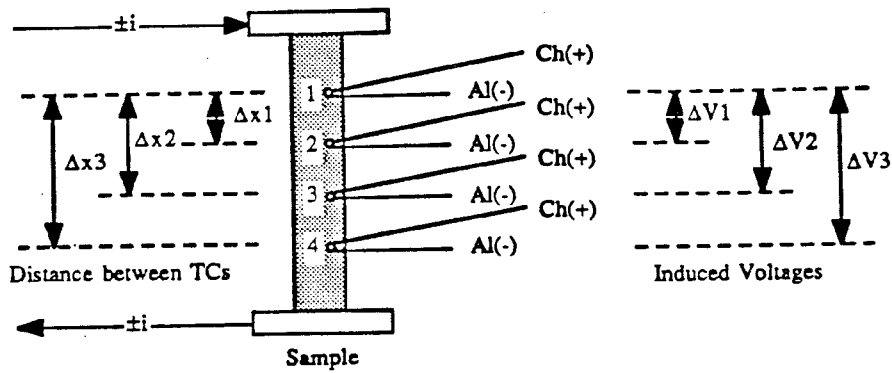 ±i
Ch(+)
1
Al(-)
Δx1
ΔV1
Ch(+)
Δx2
2
Al(-)
ΔV2
Δx3
Ch(+)
ΔV3
3
Al(-)
Ch(+)
4
Al(-)
Distance between TCs
Induced Voltages
±i
Sample